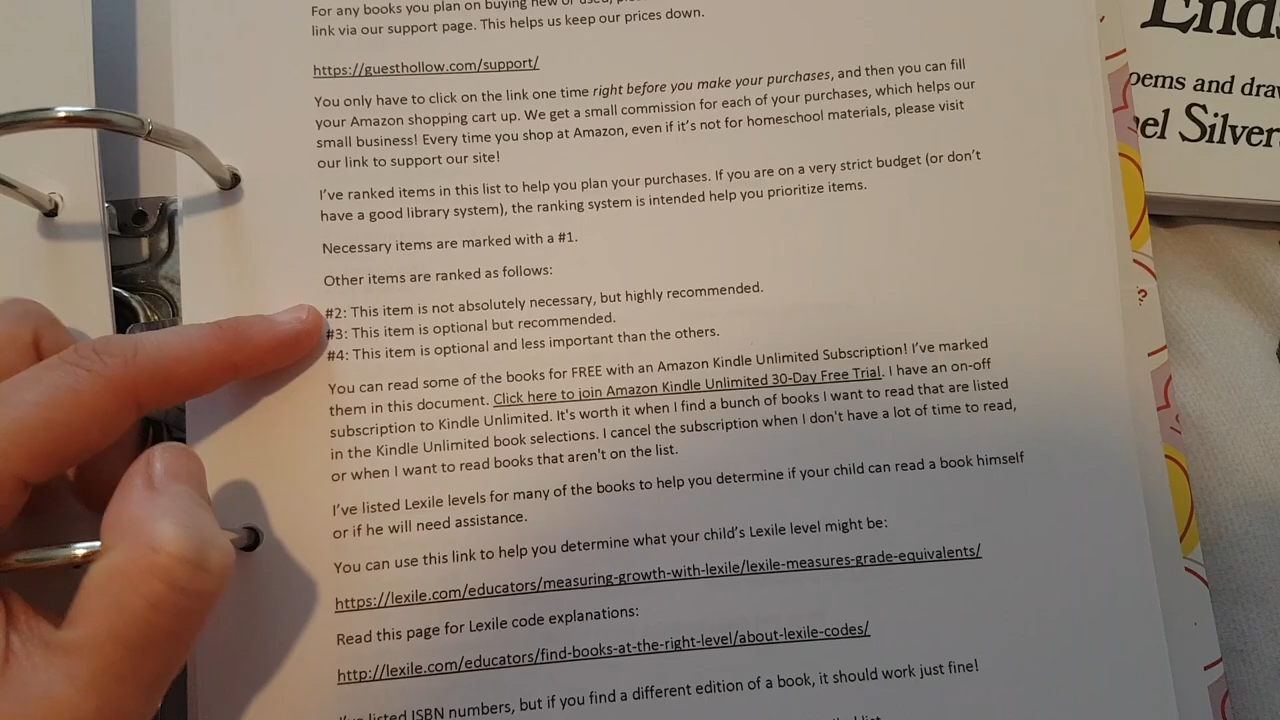 For any books you plan on buying new or used,
link via our support page. This helps us keep our prices down.
https://guesthollow.com/support/
You only have to click on the link one time right before you make your purchases, and then you can fill
your Amazon shopping cart up. We get a small commission for each of your purchases, which helps our
small business! Every time you shop at Amazon, even if it's not for homeschool materials, please visit
our link to support our site!
I've ranked items in this list to help you plan your purchases. If you are on a very strict budget (or don't
have a good library system), the ranking system is intended help you prioritize items.
Necessary items are marked with a #1.
Other items are ranked as follows:
#2: This item is not absolutely necessary, but highly recommended.
#3: This item is optional but recommended.
#4: This item is optional and less important than the others.
You can read some of the books for FREE with an Amazon Kindle Unlimited Subscription! I've marked
them in this document. Click here to join Amazon Kindle Unlimited 30-Day Free Trial. I have an on-off
subscription to Kindle Unlimited. It's worth it when I find a bunch of books I want to read that are listed
in the Kindle Unlimited book selections. I cancel the subscription when I don't have a lot of time to read,
or when I want to read books that aren't on the list.
I've listed Lexile levels for many of the books to help you determine if your child can read a book himself
or if he will need assistance.
You can use this link to help you determine what your child's Lexile level might be:
https://lexile.com/educators/measuring-growth-with-lexile/lexile-measures-grade-equivalents/
Read this page for Lexile code explanations:
http://lexile.com/educators/find-books-at-the-right-level/about-lexile-codes/
I've listed ISBN numbers, but if you find a different edition of a book, it should work just fine!
Ends
oems and dra
el Silver